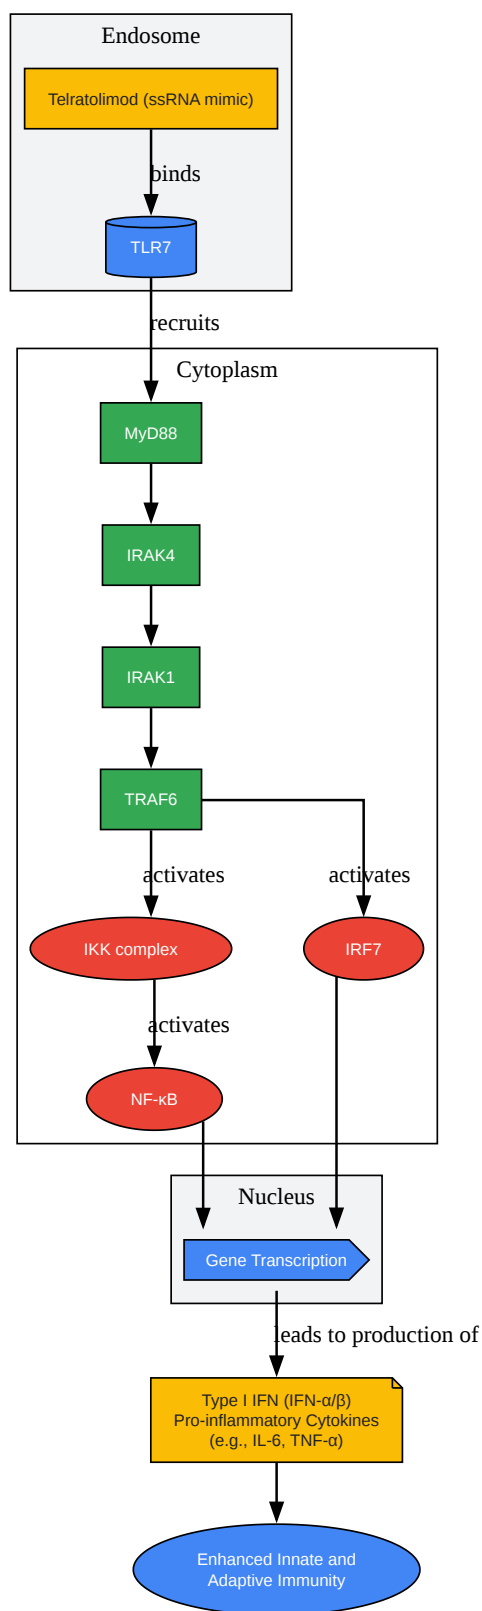 Endosome
Telratolimod (ssRNA mimic)
binds
TLR7
recruits
Cytoplasm
MyD88
IRAK4
IRAK1
TRAF6
activates
activates
IKK complex
IRF7
activates
NF-κB
Nucleus
Gene Transcription
leads to production of
Type I IFN (IFN-α/β)
Pro-inflammatory Cytokines
(e.g., IL-6, TNF-α)
Enhanced Innate and
Adaptive Immunity